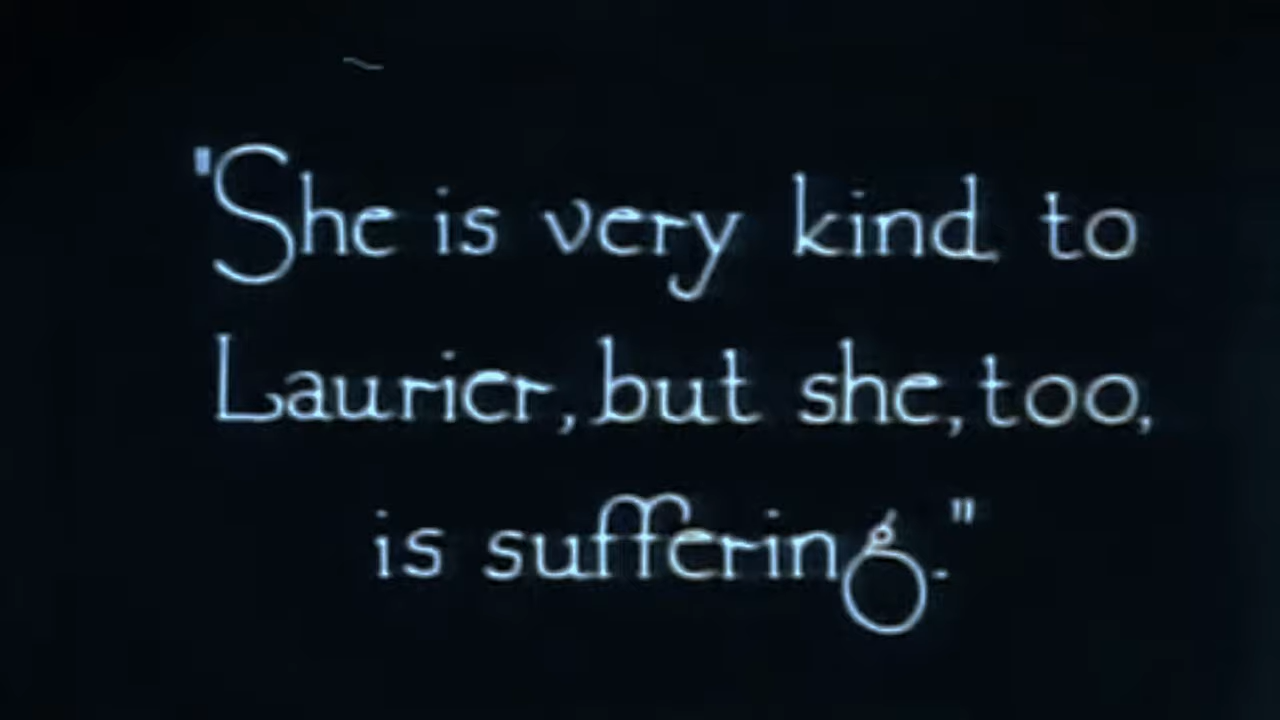 "She is very kind to
Laurier, but she, too,
is suffering."